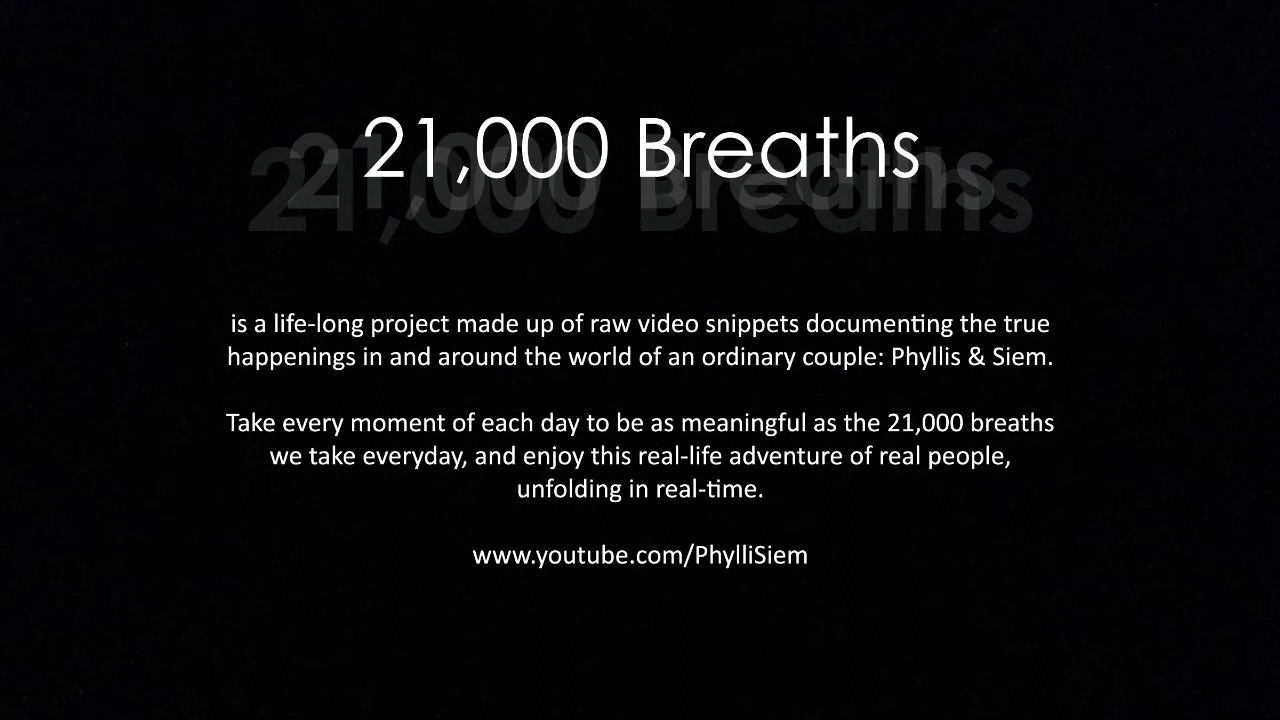 21,000 Breaths
is a life-long project made up of raw video snippets documenting the true
happenings in and around the world of an ordinary couple: Phyllis & Siem.
Take every moment of each day to be as meaningful as the 21,000 breaths
we take everyday, and enjoy this real-life adventure of real people,
unfolding in real-time.
www.youtube.com/PhylliSiem